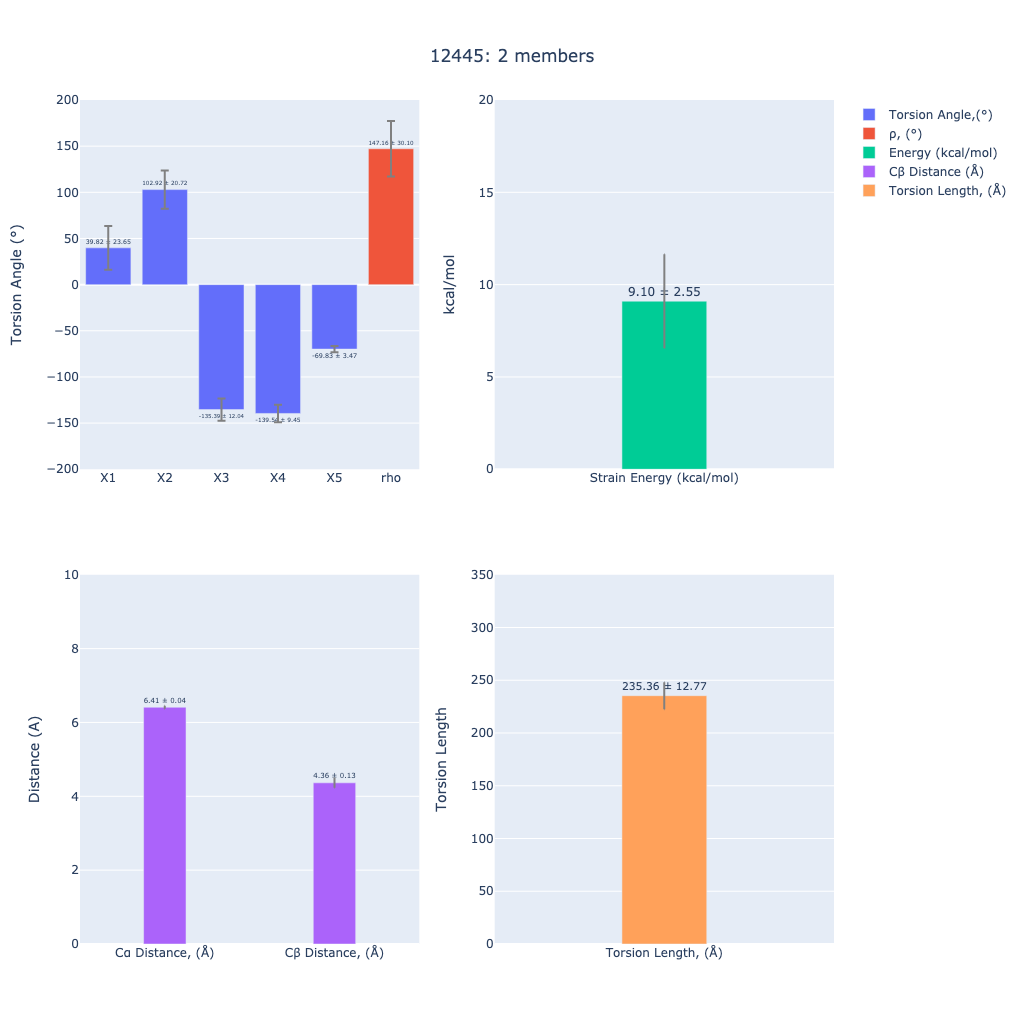 12445: 2 members
Torsion Angle (°)
200
150
100
50
0
−50
−100
−150
−200
39.82 ± 23.65
102.92 ± 20.72
-135.39 ± 12.04
± 9.45
-69.83 ± 3.47
147.16 ± 30.10
X1
X2
X3
X4
X5
rho
kcal/mol
20
15
10
5
0
9.10 ± 2.55
Strain Energy (kcal/mol)
Torsion Angle,(°)
ρ, (°)
Energy (kcal/mol)
Cβ Distance (Å)
Torsion Length, (Å)
Distance (A)
10
8
6
4
2
0
6.41 ± 0.04
4.36 ± 0.13
Cα Distance, (Å)
Cβ Distance, (Å)
Torsion Length
350
300
250
200
150
100
50
0
235.36 ± 12.77
Torsion Length, (Å)